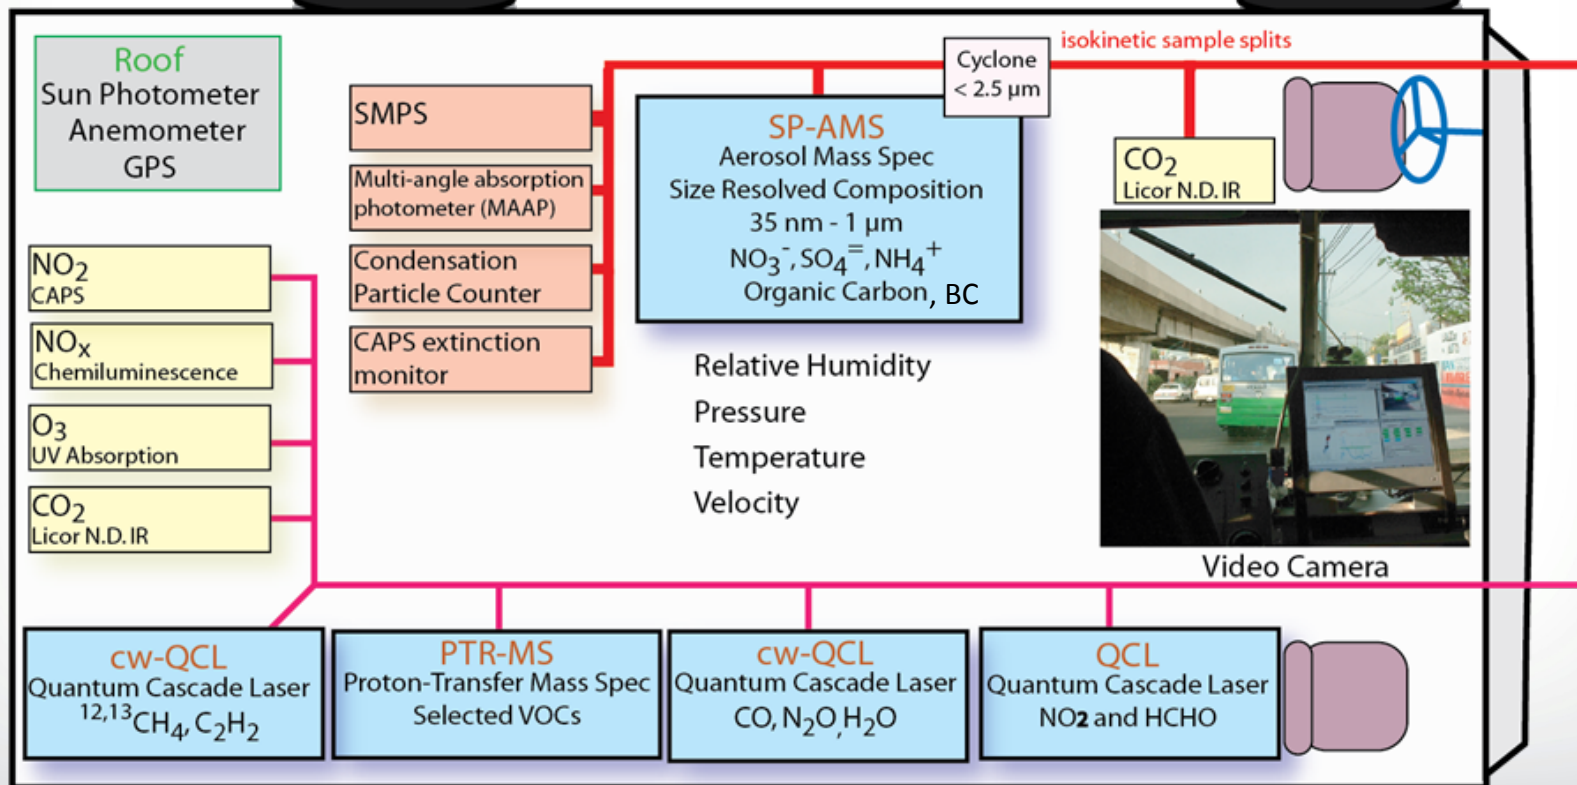 Roof
Sun Photometer
Anemometer
GPS
isokinetic sample splits
Cyclone
< 2.5 µm
SMPS
Multi-angle absorption
photometer (MAAP)
Condensation
Particle Counter
CAPS extinction
monitor
SP-AMS
Aerosol Mass Spec
Size Resolved Composition
35 nm - 1 µm
NO₃⁻, SO₄⁼, NH₄⁺
Organic Carbon, BC
CO₂
Licor N.D. IR
NO₂
CAPS
NOₓ
Chemiluminescence
O₃
UV Absorption
CO₂
Licor N.D. IR
Relative Humidity
Pressure
Temperature
Velocity
Video Camera
cw-QCL
Quantum Cascade Laser
¹²,¹³CH₄, C₂H₂
PTR-MS
Proton-Transfer Mass Spec
Selected VOCs
cw-QCL
Quantum Cascade Laser
CO, N₂O, H₂O
QCL
Quantum Cascade Laser
NO2 and HCHO